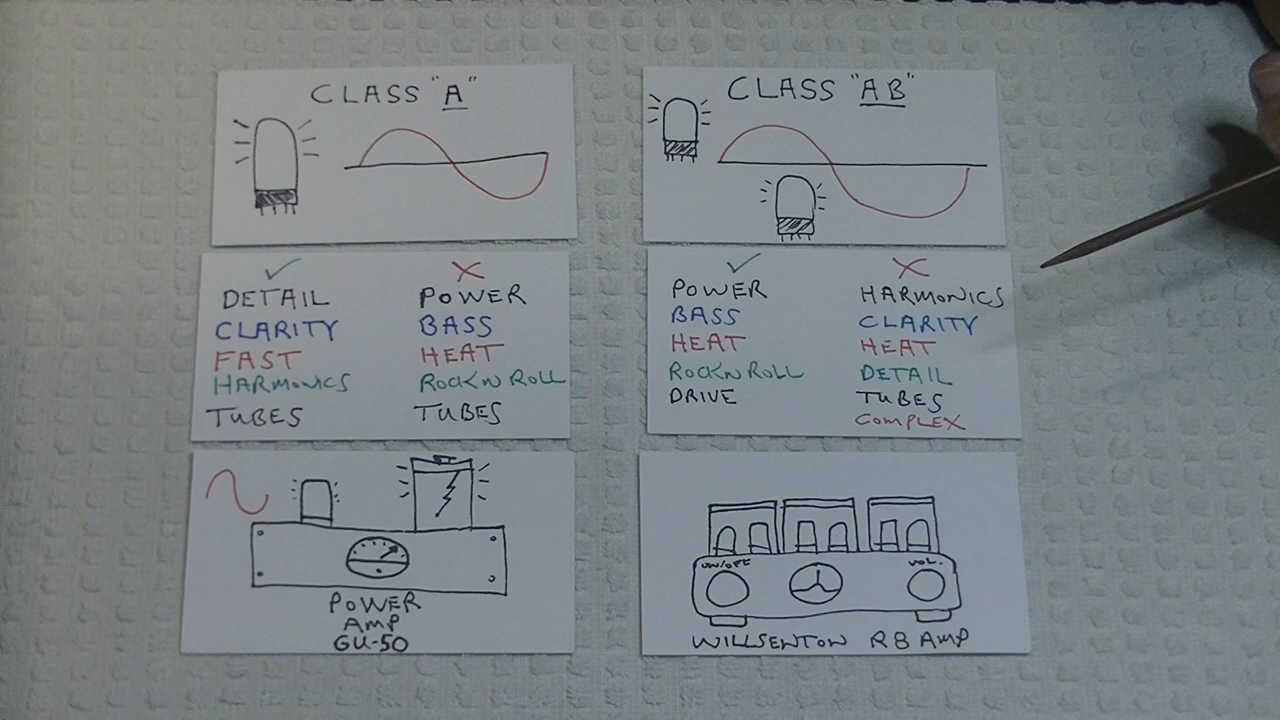 CLASS "A"
CLASS "AB"
DETAIL
CLARITY
FAST
HARMONICS
TUBES
POWER
BASS
HEAT
ROCK N ROLL
TUBES
POWER
BASS
HEAT
ROCK N ROLL
DRIVE
HARMONICS
CLARITY
HEAT
DETAIL
TUBES
COMPLEX
POWER
AMP
GU-50
ON/OFF
VOL.
WILLSENTON R8 AMP